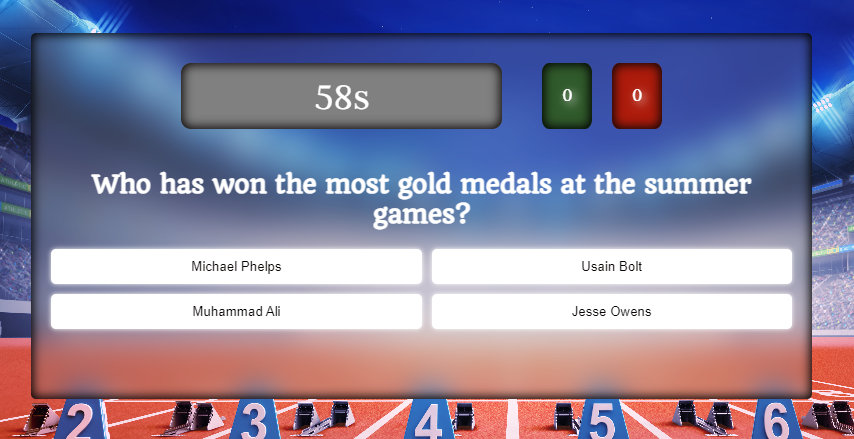 58s
0
0
Who has won the most gold medals at the summer
games?
Michael Phelps
Usain Bolt
Muhammad Ali
Jesse Owens
2
3
4
5
6